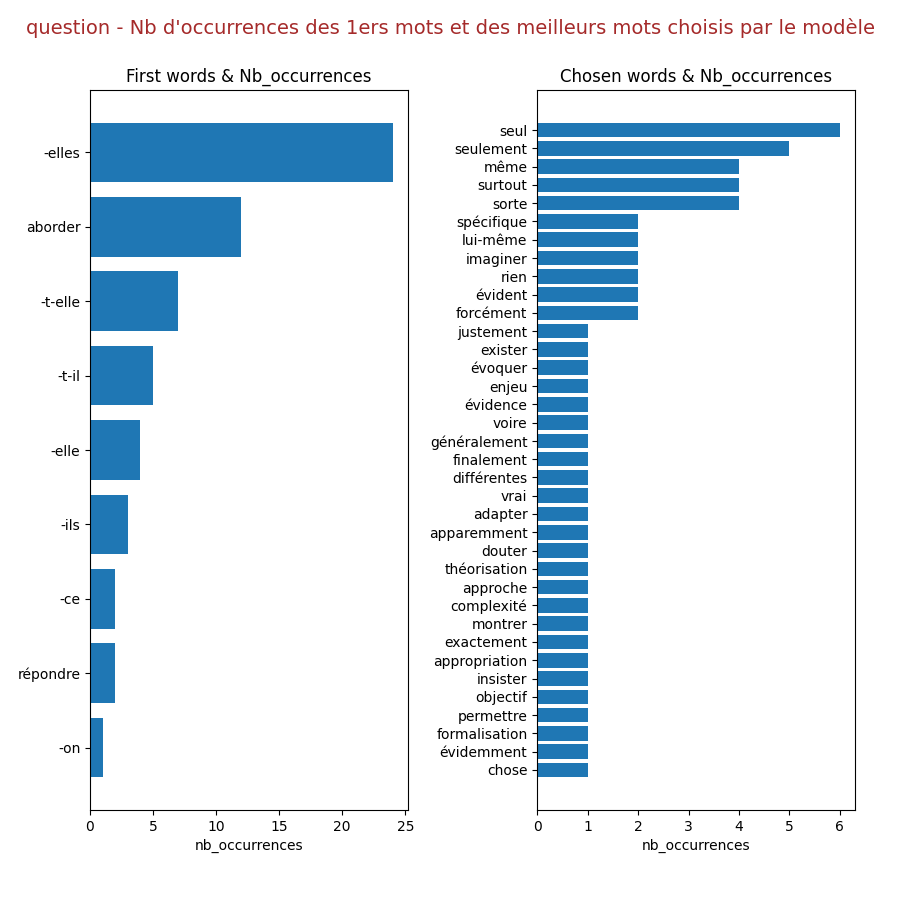 question - Nb d'occurrences des 1ers mots et des meilleurs mots choisis par le modèle
First words & Nb_occurrences
-elles
aborder
-t-elle
-t-il
-elle
-ils
-ce
répondre
-on
0 5 10 15 20 25
nb_occurrences
Chosen words & Nb_occurrences
seul
seulement
même
surtout
sorte
spécifique
lui-même
imaginer
rien
évident
forcément
justement
exister
évoquer
enjeu
évidence
voire
généralement
finalement
différentes
vrai
adapter
apparemment
douter
théorisation
approche
complexité
montrer
exactement
appropriation
insister
objectif
permettre
formalisation
évidemment
chose
0 1 2 3 4 5 6
nb_occurrences